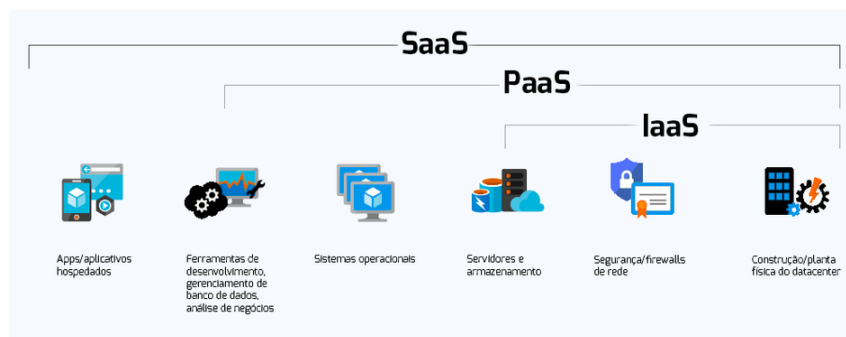 SaaS
PaaS
IaaS
Apps/aplicativos
hospedados
Ferramentas de
desenvolvimento,
gerenciamento de
banco de dados,
análise de negócios
Sistemas operacionais
Servidores e
armazenamento
Segurança/firewalls
de rede
Construção/planta
física do datacenter